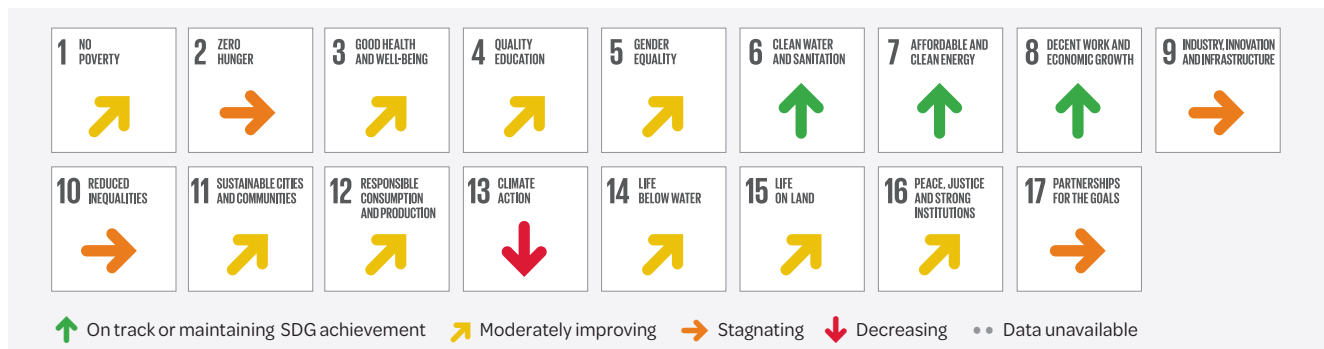 1 NO
POVERTY
2 ZERO
HUNGER
3 GOOD HEALTH
AND WELL-BEING
4 QUALITY
EDUCATION
5 GENDER
EQUALITY
6 CLEAN WATER
AND SANITATION
7 AFFORDABLE AND
CLEAN ENERGY
8 DECENT WORK AND
ECONOMIC GROWTH
9 INDUSTRY, INNOVATION
AND INFRASTRUCTURE
10 REDUCED
INEQUALITIES
11 SUSTAINABLE CITIES
AND COMMUNITIES
12 RESPONSIBLE
CONSUMPTION
AND PRODUCTION
13 CLIMATE
ACTION
14 LIFE
BELOW WATER
15 LIFE
ON LAND
16 PEACE, JUSTICE
AND STRONG
INSTITUTIONS
17 PARTNERSHIPS
FOR THE GOALS
On track or maintaining SDG achievement Moderately improving Stagnating Decreasing Data unavailable